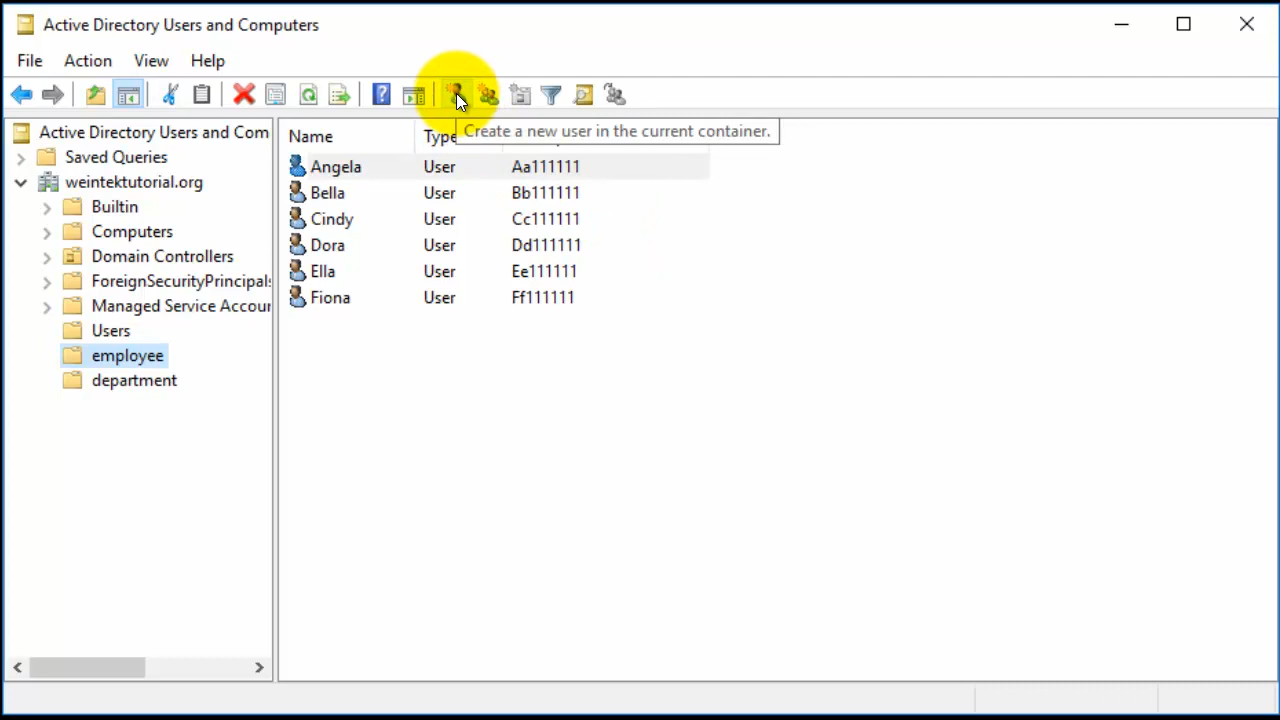 Active Directory Users and Computers
File Action View Help
Active Directory Users and Com
Saved Queries
weintektutorial.org
Builtin
Computers
Domain Controllers
ForeignSecurityPrincipals
Managed Service Accour
Users
employee
department
Name Type
Create a new user in the current container.
Angela User Aa111111
Bella User Bb111111
Cindy User Cc111111
Dora User Dd111111
Ella User Ee111111
Fiona User Ff111111